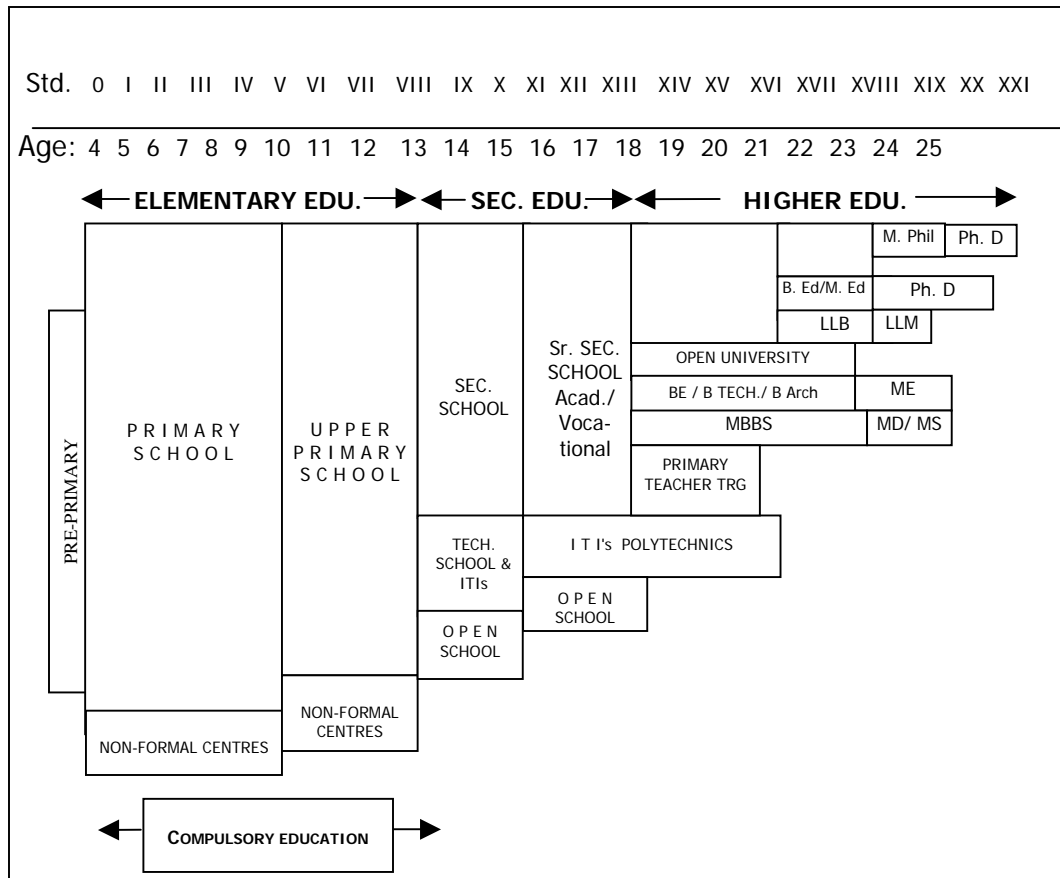 Std. 0 I II III IV V VI VII VIII IX X XI XII XIII XIV XV XVI XVII XVIII XIX XX XXI
Age: 4 5 6 7 8 9 10 11 12 13 14 15 16 17 18 19 20 21 22 23 24 25
ELEMENTARY EDU. SEC. EDU. HIGHER EDU.
M. Phil Ph. D
B. Ed/M. Ed Ph. D
LLB LLM
OPEN UNIVERSITY
BE / B TECH./ B Arch ME
MBBS MD/ MS
PRIMARY
TEACHER TRG
Sr. SEC.
SCHOOL
Acad./
Voca-
tional
SEC.
SCHOOL
UPPER
PRIMARY
SCHOOL
PRIMARY
SCHOOL
PRE-PRIMARY
TECH.
SCHOOL &
ITIs
I T I's POLYTECHNICS
OPEN
SCHOOL
OPEN
SCHOOL
NON-FORMAL
CENTRES
NON-FORMAL CENTRES
COMPULSORY EDUCATION